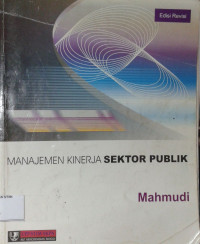 Edisi Revisi
MANAJEMEN KINERJA SEKTOR PUBLIK
Mahmudi